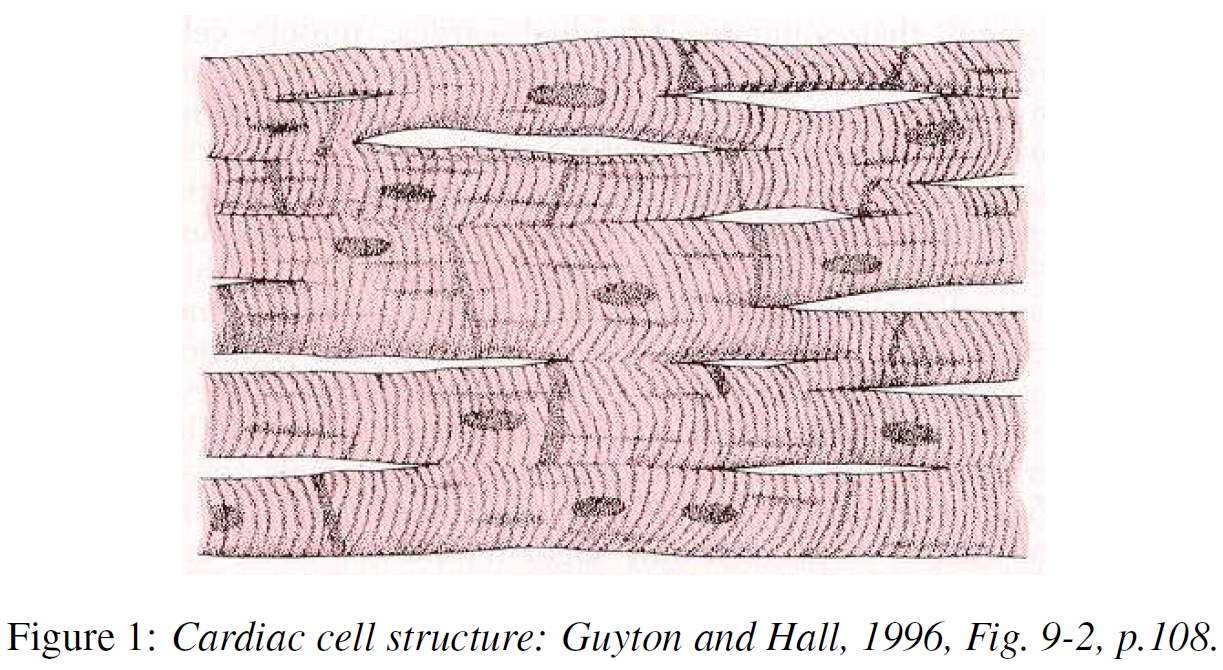 Figure 1: Cardiac cell structure: Guyton and Hall, 1996, Fig. 9-2, p.108.